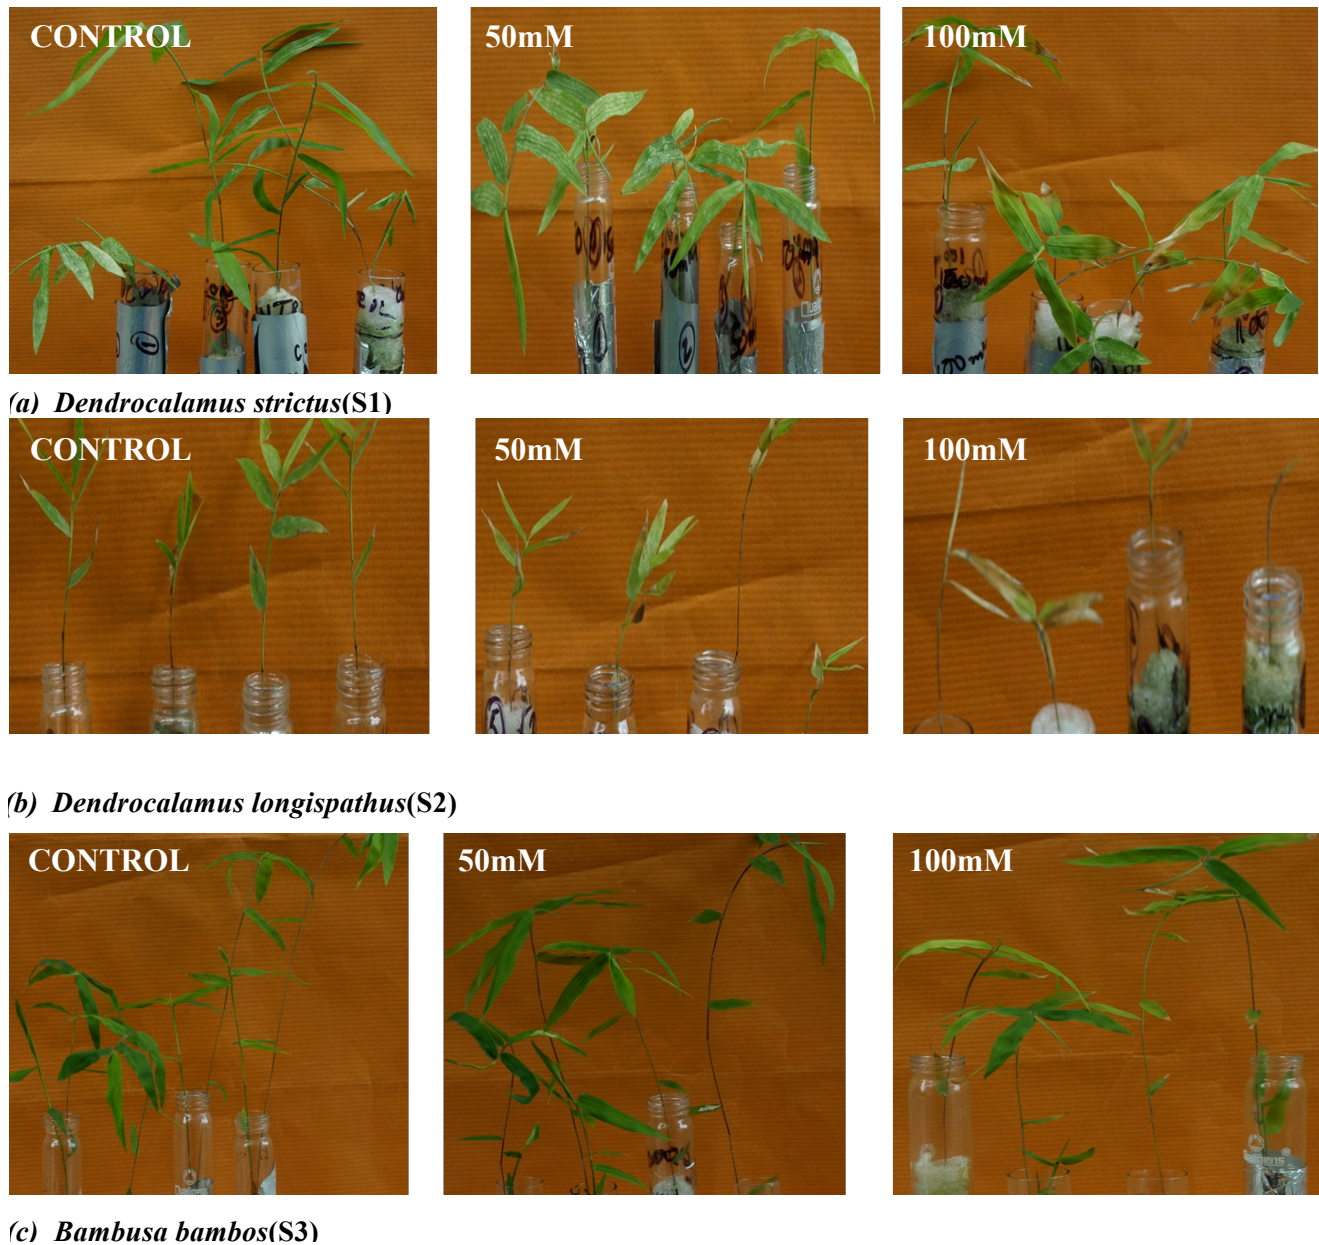 CONTROL 50mM 100mM
(a) Dendrocalamus strictus(S1)
CONTROL 50mM 100mM
(b) Dendrocalamus longispathus(S2)
CONTROL 50mM 100mM
(c) Bambusa bambos(S3)